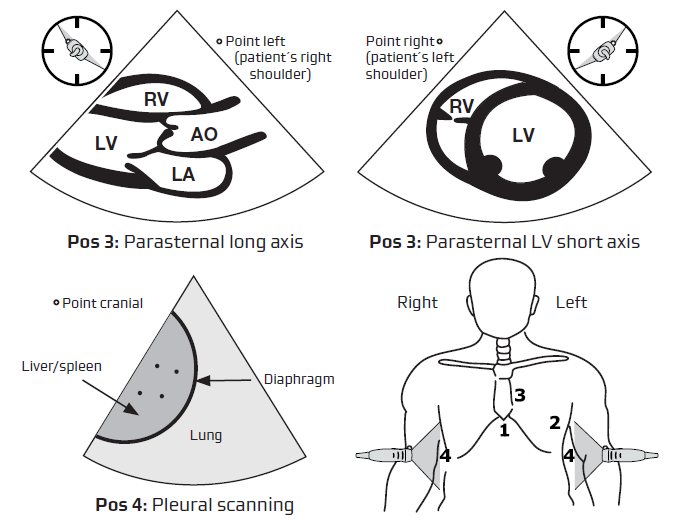 Point left
(patient´s right
shoulder)
RV
LV
AO
LA
Pos 3: Parasternal long axis
Point right
(patient´s left
shoulder)
RV
LV
Pos 3: Parasternal LV short axis
Point cranial
Liver/spleen
Diaphragm
Lung
Pos 4: Pleural scanning
Right
Left
3
1
2
4
4